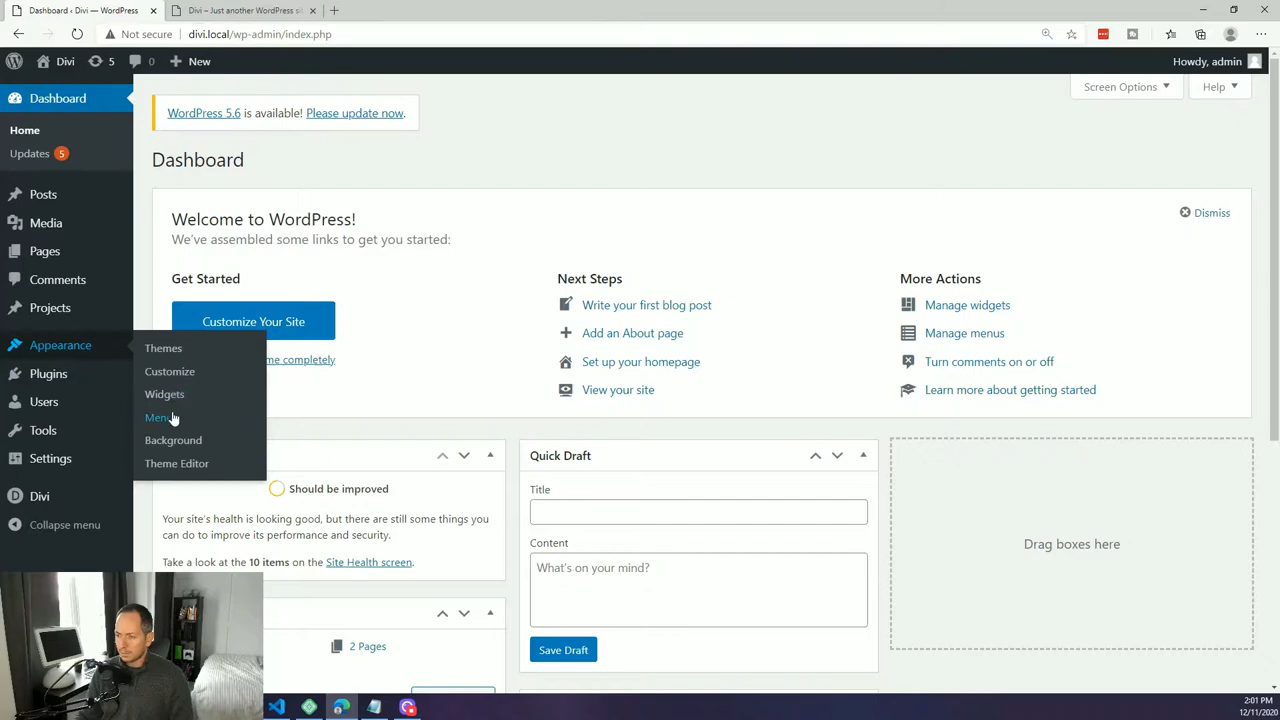 Dashboard ‹ Divi — WordPress
Divi – Just another WordPress si
Not secure
divi.local/wp-admin/index.php
Divi
5
0
New
Howdy, admin
Dashboard
Home
Updates 5
Posts
Media
Pages
Comments
Projects
Appearance
Plugins
Users
Tools
Settings
Divi
Collapse menu
Themes
Customize
Widgets
Background
Theme Editor
Screen Options
Help
WordPress 5.6 is available! Please update now.
Dashboard
Welcome to WordPress!
We've assembled some links to get you started:
Dismiss
Get Started
Customize Your Site
me completely
Next Steps
Write your first blog post
Add an About page
Set up your homepage
View your site
More Actions
Manage widgets
Manage menus
Turn comments on or off
Learn more about getting started
Should be improved
Your site's health is looking good, but there are still some things you
can do to improve its performance and security.
Take a look at the 10 items on the Site Health screen.
2 Pages
Quick Draft
Title
Content
What's on your mind?
Save Draft
Drag boxes here
2:01 PM
12/11/2020